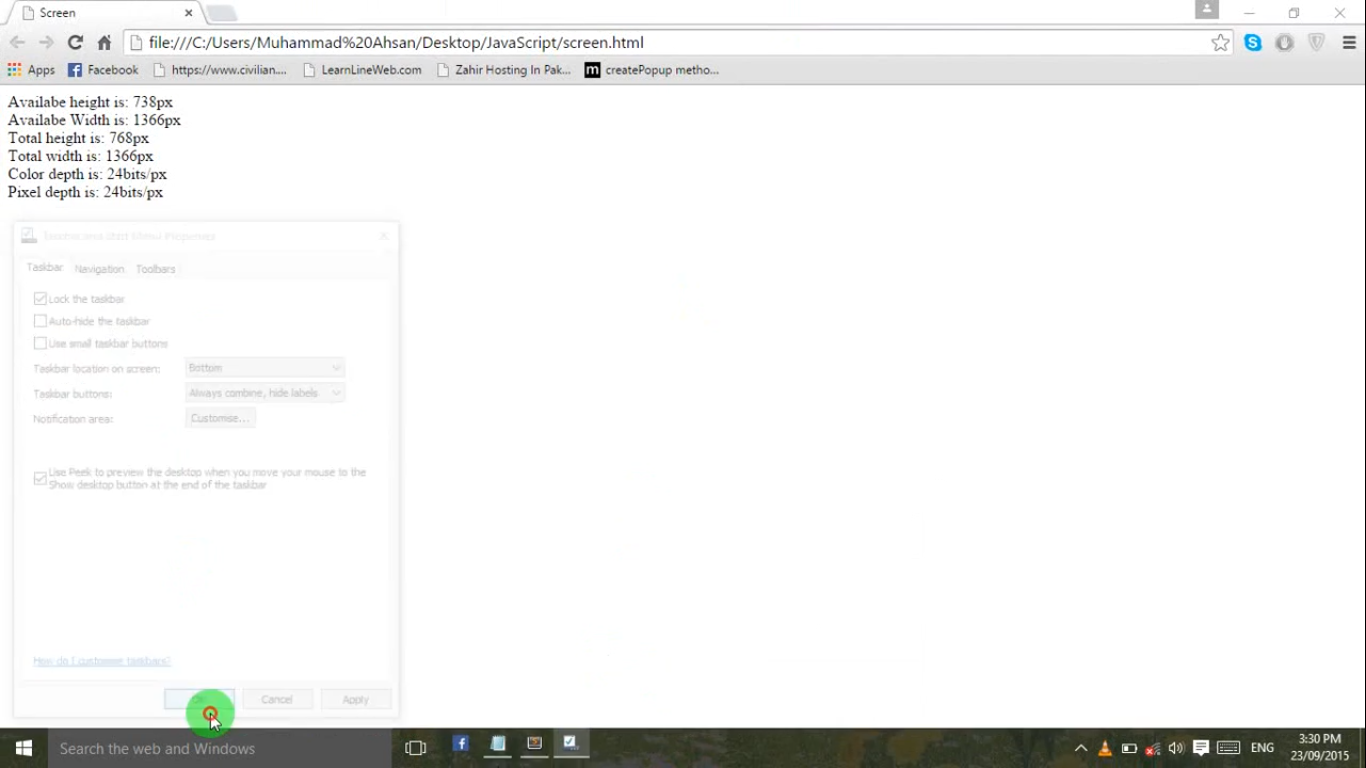 Screen
file:///C:/Users/Muhammad%20Ahsan/Desktop/JavaScript/screen.html
Apps Facebook https://www.civilian.... LearnLineWeb.com Zahir Hosting In Pak... m createPopup metho...
Availabe height is: 738px
Availabe Width is: 1366px
Total height is: 768px
Total width is: 1366px
Color depth is: 24bits/px
Pixel depth is: 24bits/px
Taskbar and Start Menu Properties
Taskbar Navigation Toolbars
Lock the taskbar
Auto-hide the taskbar
Use small taskbar buttons
Taskbar location on screen: Bottom
Taskbar buttons: Always combine, hide labels
Notification area: Customise...
Use Peek to preview the desktop when you move your mouse to the
Show desktop button at the end of the taskbar
How do I customise taskbars?
OK Cancel Apply
Search the web and Windows
ENG
3:30 PM
23/09/2015